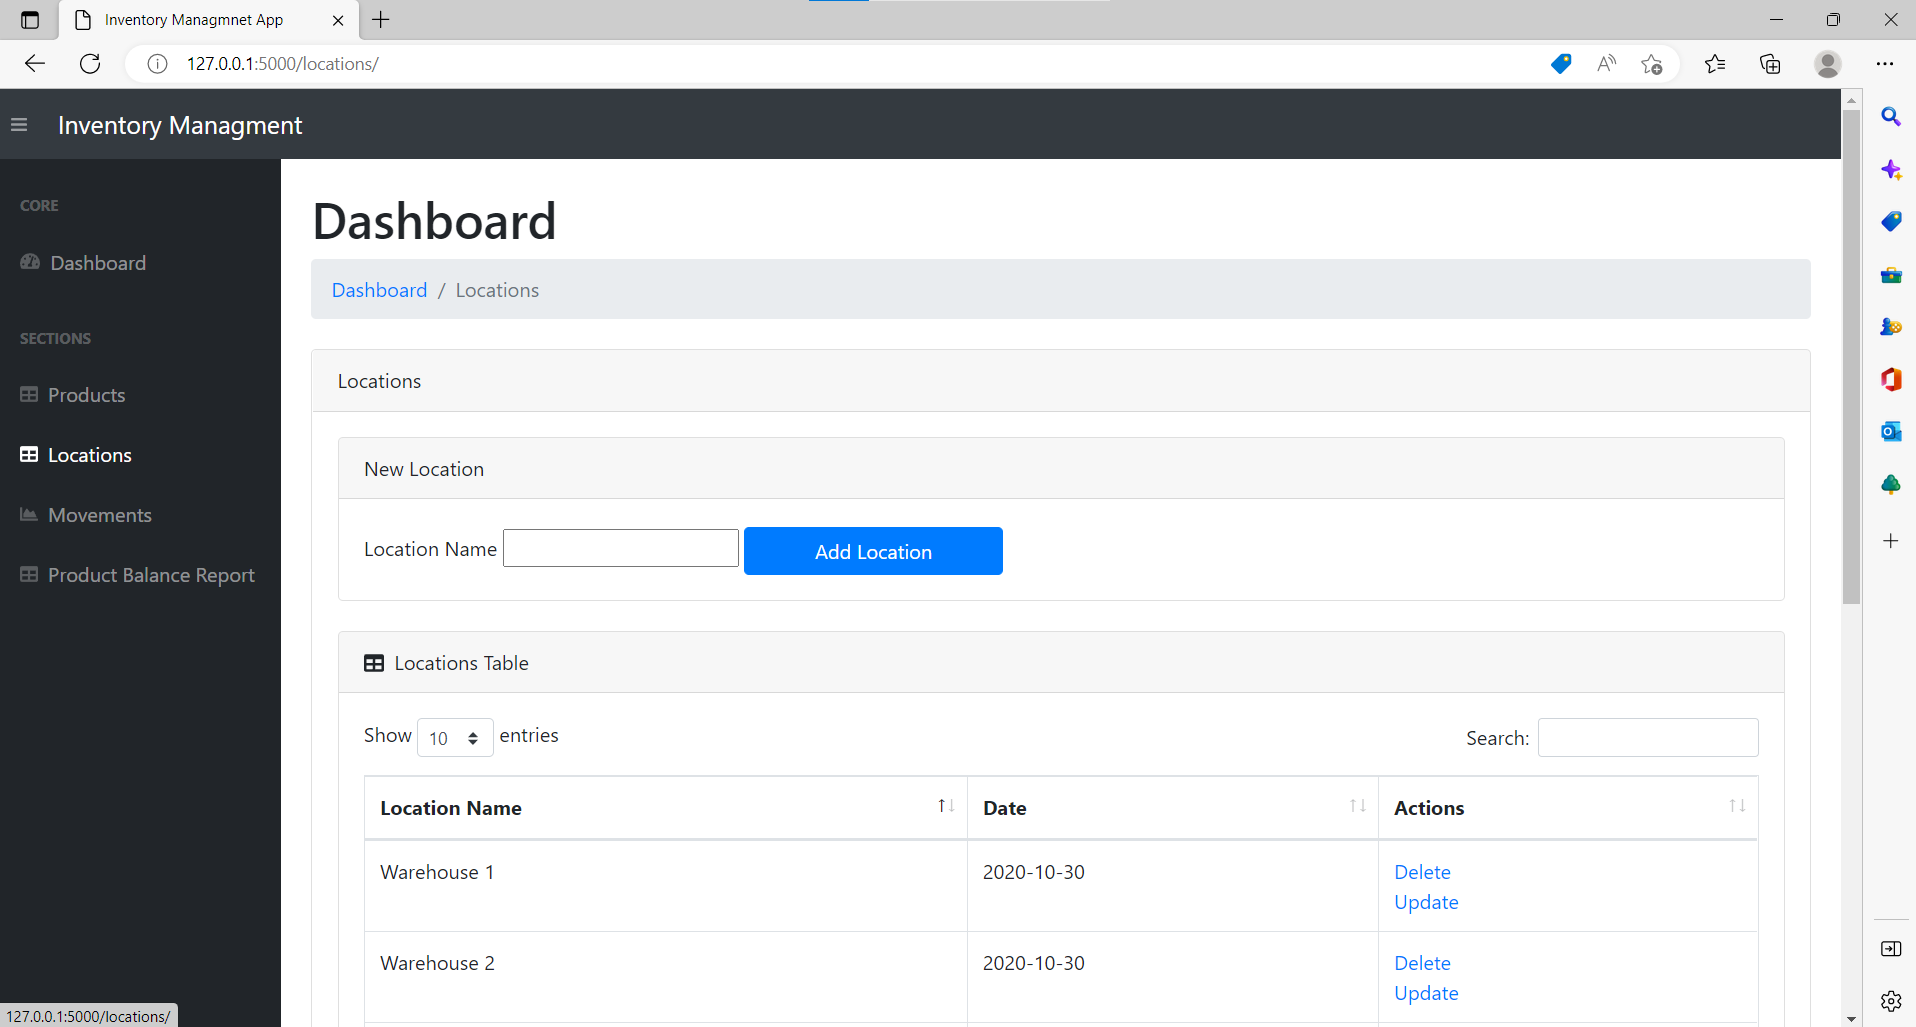 Inventory Managmnet App
127.0.0.1:5000/locations/
Inventory Managment
CORE
Dashboard
SECTIONS
Products
Locations
Movements
Product Balance Report
Dashboard
Dashboard / Locations
Locations
New Location
Location Name Add Location
Locations Table
Show 10 entries Search:
Location Name Date Actions
Warehouse 1 2020-10-30 Delete
Update
Warehouse 2 2020-10-30 Delete
Update
127.0.0.1:5000/locations/